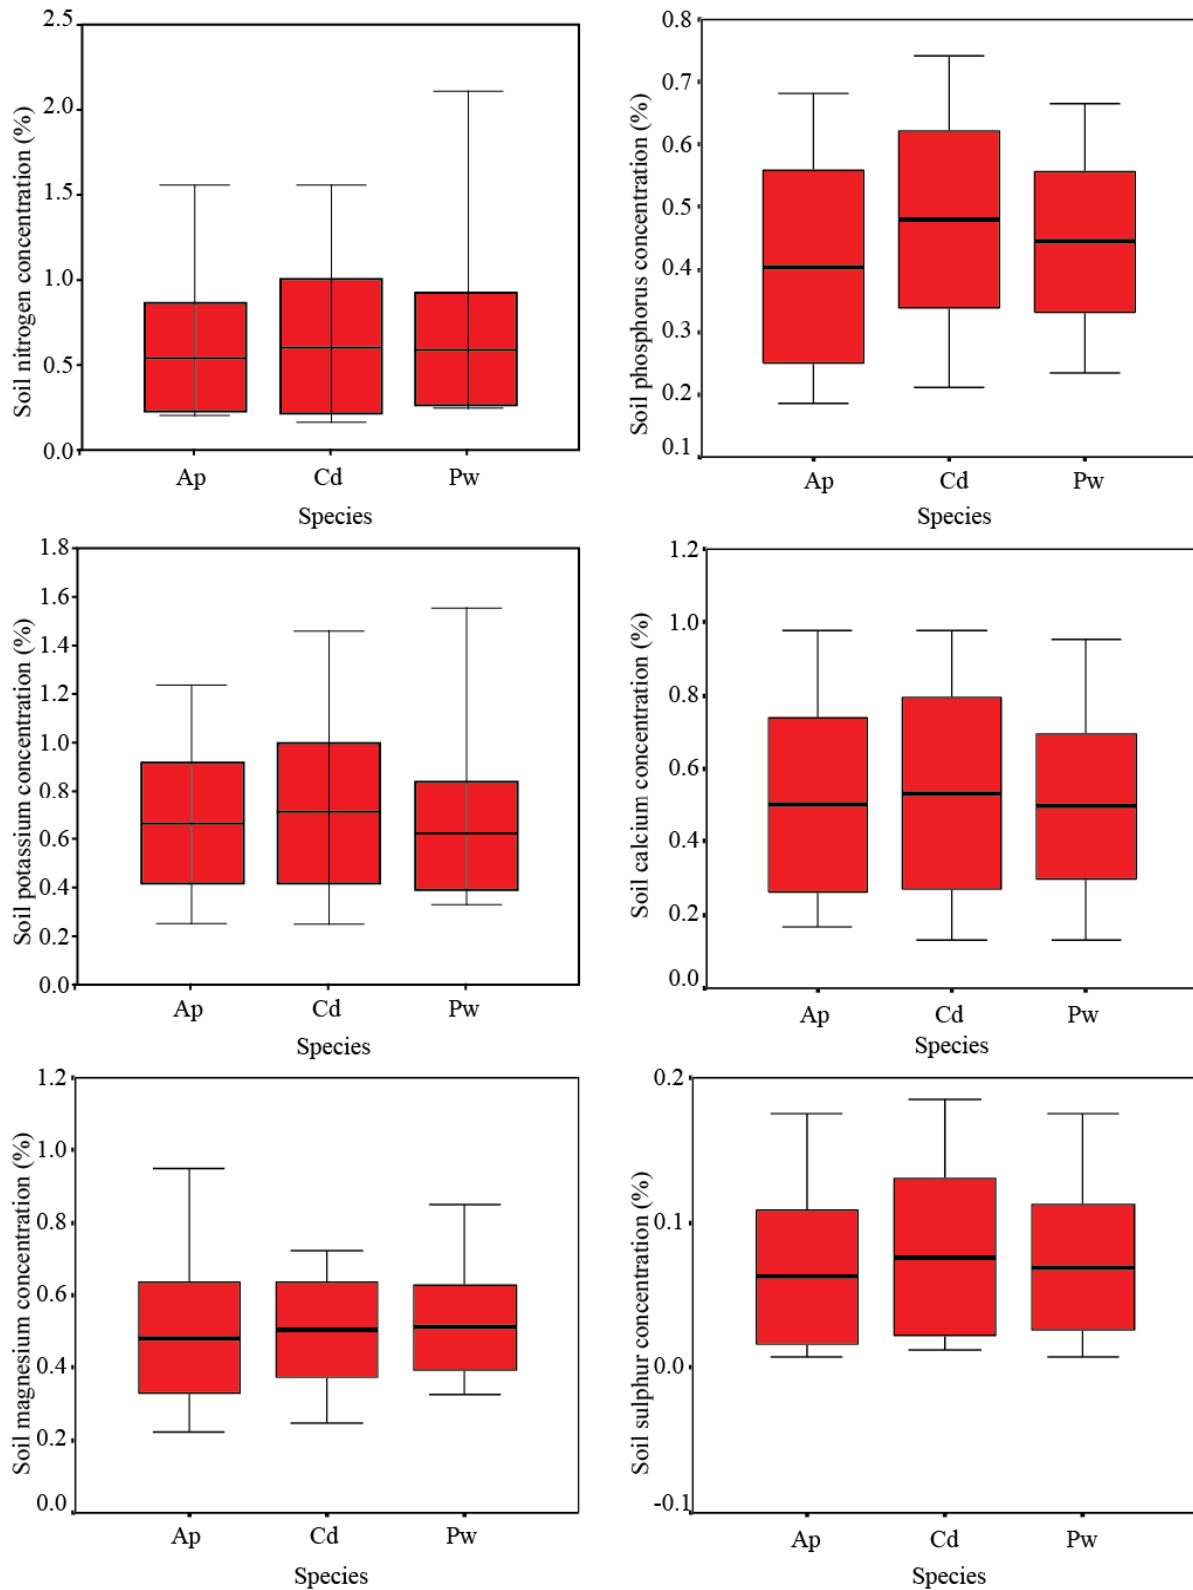 Soil nitrogen concentration (%)
2.5
2.0
1.5
1.0
0.5
0.0
Ap Cd Pw
Species
Soil phosphorus concentration (%)
0.8
0.7
0.6
0.5
0.4
0.3
0.2
0.1
Ap Cd Pw
Species
Soil potassium concentration (%)
1.8
1.6
1.4
1.2
1.0
0.8
0.6
0.4
0.2
0.0
Ap Cd Pw
Species
Soil calcium concentration (%)
1.2
1.0
0.8
0.6
0.4
0.2
0.0
Ap Cd Pw
Species
Soil magnesium concentration (%)
1.2
1.0
0.8
0.6
0.4
0.2
0.0
Ap Cd Pw
Species
Soil sulphur concentration (%)
0.2
0.1
0.0
-0.1
Ap Cd Pw
Species